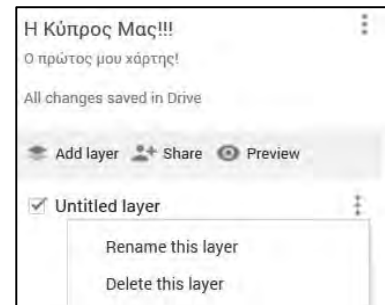 Η Κύπρος Μας!!!
Ο πρώτος μου χάρτης!
All changes saved in Drive
Add layer Share Preview
Untitled layer
Rename this layer
Delete this layer